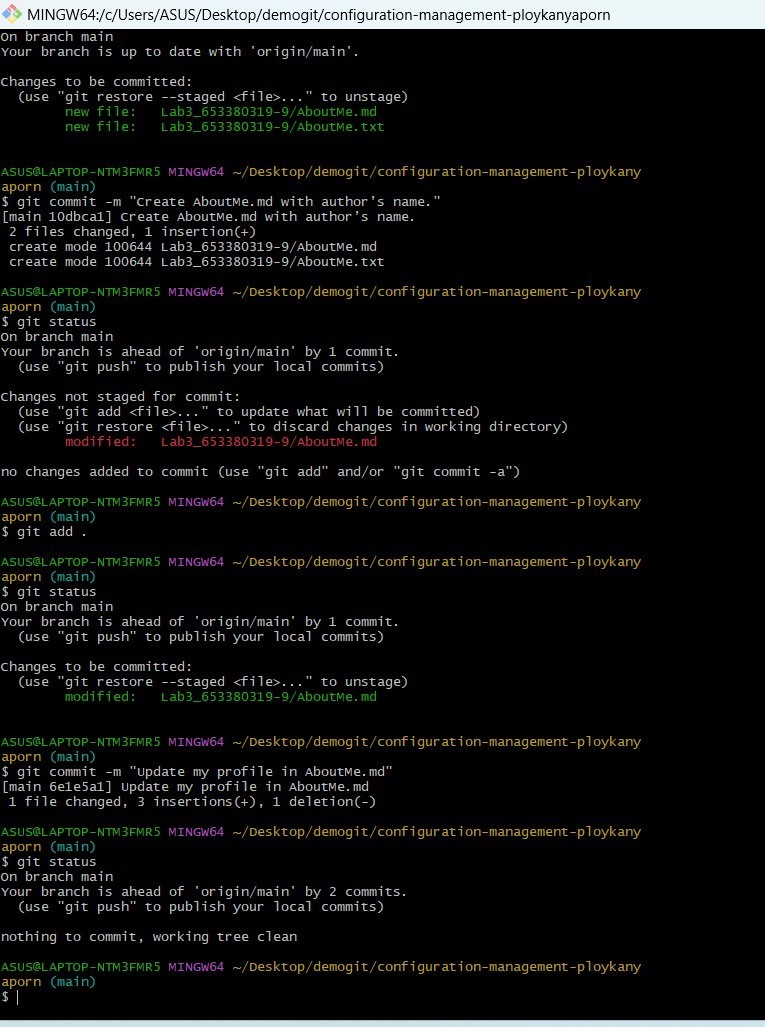 MINGW64:/c/Users/ASUS/Desktop/demogit/configuration-management-ploykanyaporn
On branch main
Your branch is up to date with 'origin/main'.
Changes to be committed:
  (use "git restore --staged <file>..." to unstage)
        new file:   Lab3_653380319-9/AboutMe.md
        new file:   Lab3_653380319-9/AboutMe.txt
ASUS@LAPTOP-NTM3FMR5 MINGW64 ~/Desktop/demogit/configuration-management-ploykany
aporn (main)
$ git commit -m "Create AboutMe.md with author's name."
[main 10dbca1] Create AboutMe.md with author's name.
 2 files changed, 1 insertion(+)
 create mode 100644 Lab3_653380319-9/AboutMe.md
 create mode 100644 Lab3_653380319-9/AboutMe.txt
ASUS@LAPTOP-NTM3FMR5 MINGW64 ~/Desktop/demogit/configuration-management-ploykany
aporn (main)
$ git status
On branch main
Your branch is ahead of 'origin/main' by 1 commit.
  (use "git push" to publish your local commits)
Changes not staged for commit:
  (use "git add <file>..." to update what will be committed)
  (use "git restore <file>..." to discard changes in working directory)
        modified:   Lab3_653380319-9/AboutMe.md
no changes added to commit (use "git add" and/or "git commit -a")
ASUS@LAPTOP-NTM3FMR5 MINGW64 ~/Desktop/demogit/configuration-management-ploykany
aporn (main)
$ git add .
ASUS@LAPTOP-NTM3FMR5 MINGW64 ~/Desktop/demogit/configuration-management-ploykany
aporn (main)
$ git status
On branch main
Your branch is ahead of 'origin/main' by 1 commit.
  (use "git push" to publish your local commits)
Changes to be committed:
  (use "git restore --staged <file>..." to unstage)
        modified:   Lab3_653380319-9/AboutMe.md
ASUS@LAPTOP-NTM3FMR5 MINGW64 ~/Desktop/demogit/configuration-management-ploykany
aporn (main)
$ git commit -m "Update my profile in AboutMe.md"
[main 6e1e5a1] Update my profile in AboutMe.md
 1 file changed, 3 insertions(+), 1 deletion(-)
ASUS@LAPTOP-NTM3FMR5 MINGW64 ~/Desktop/demogit/configuration-management-ploykany
aporn (main)
$ git status
On branch main
Your branch is ahead of 'origin/main' by 2 commits.
  (use "git push" to publish your local commits)
nothing to commit, working tree clean
ASUS@LAPTOP-NTM3FMR5 MINGW64 ~/Desktop/demogit/configuration-management-ploykany
aporn (main)
$